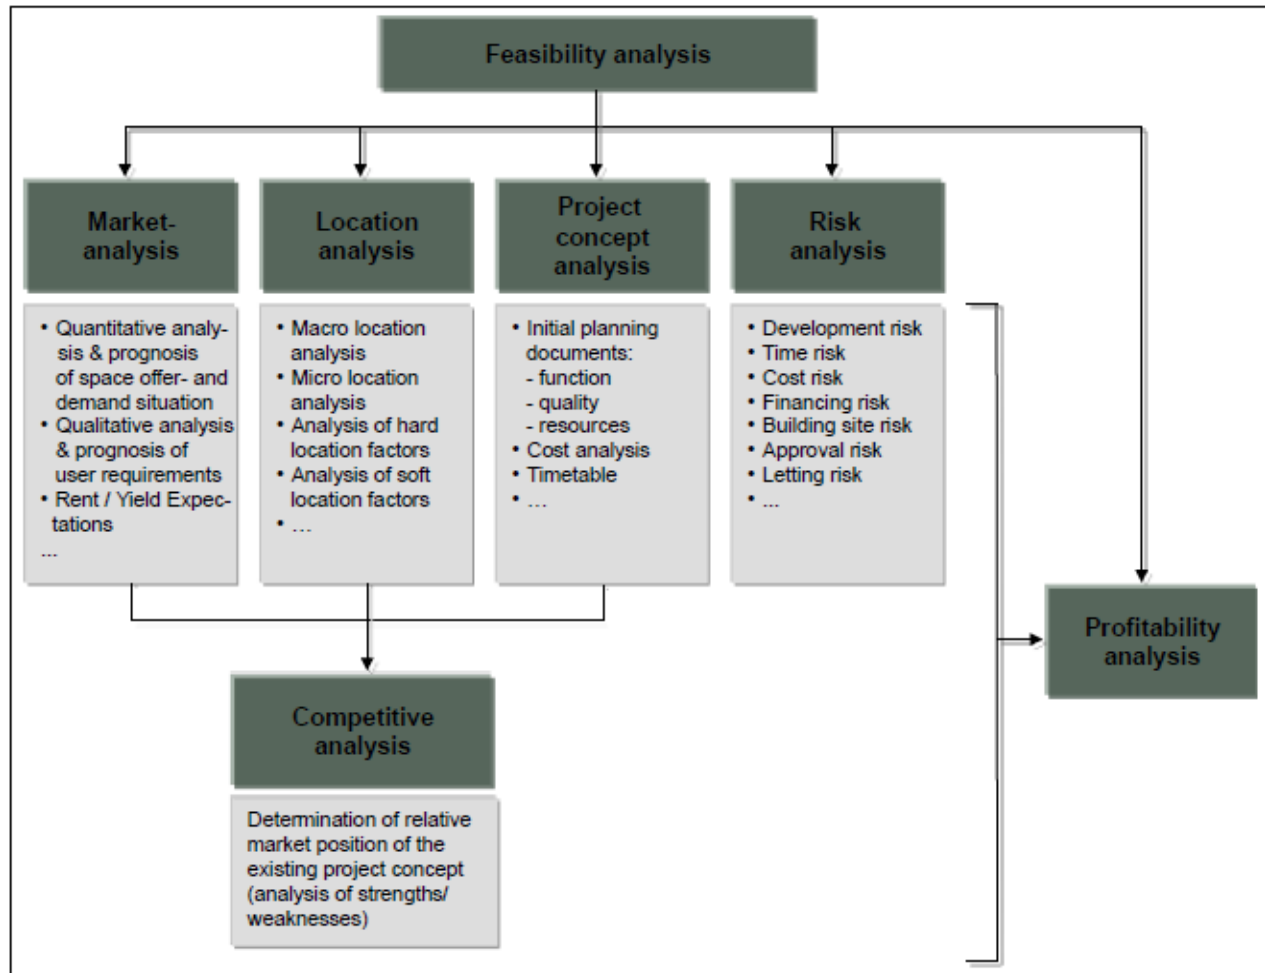 Feasibility analysis
Market-
analysis
Location
analysis
Project
concept
analysis
Risk
analysis
• Quantitative analy-
sis & prognosis
of space offer- and
demand situation
• Qualitative analysis
& prognosis of
user requirements
• Rent / Yield Expec-
tations
...
• Macro location
analysis
• Micro location
analysis
• Analysis of hard
location factors
• Analysis of soft
location factors
• …
• Initial planning
documents:
- function
- quality
- resources
• Cost analysis
• Timetable
• …
• Development risk
• Time risk
• Cost risk
• Financing risk
• Building site risk
• Approval risk
• Letting risk
• ...
Profitability
analysis
Competitive
analysis
Determination of relative
market position of the
existing project concept
(analysis of strengths/
weaknesses)